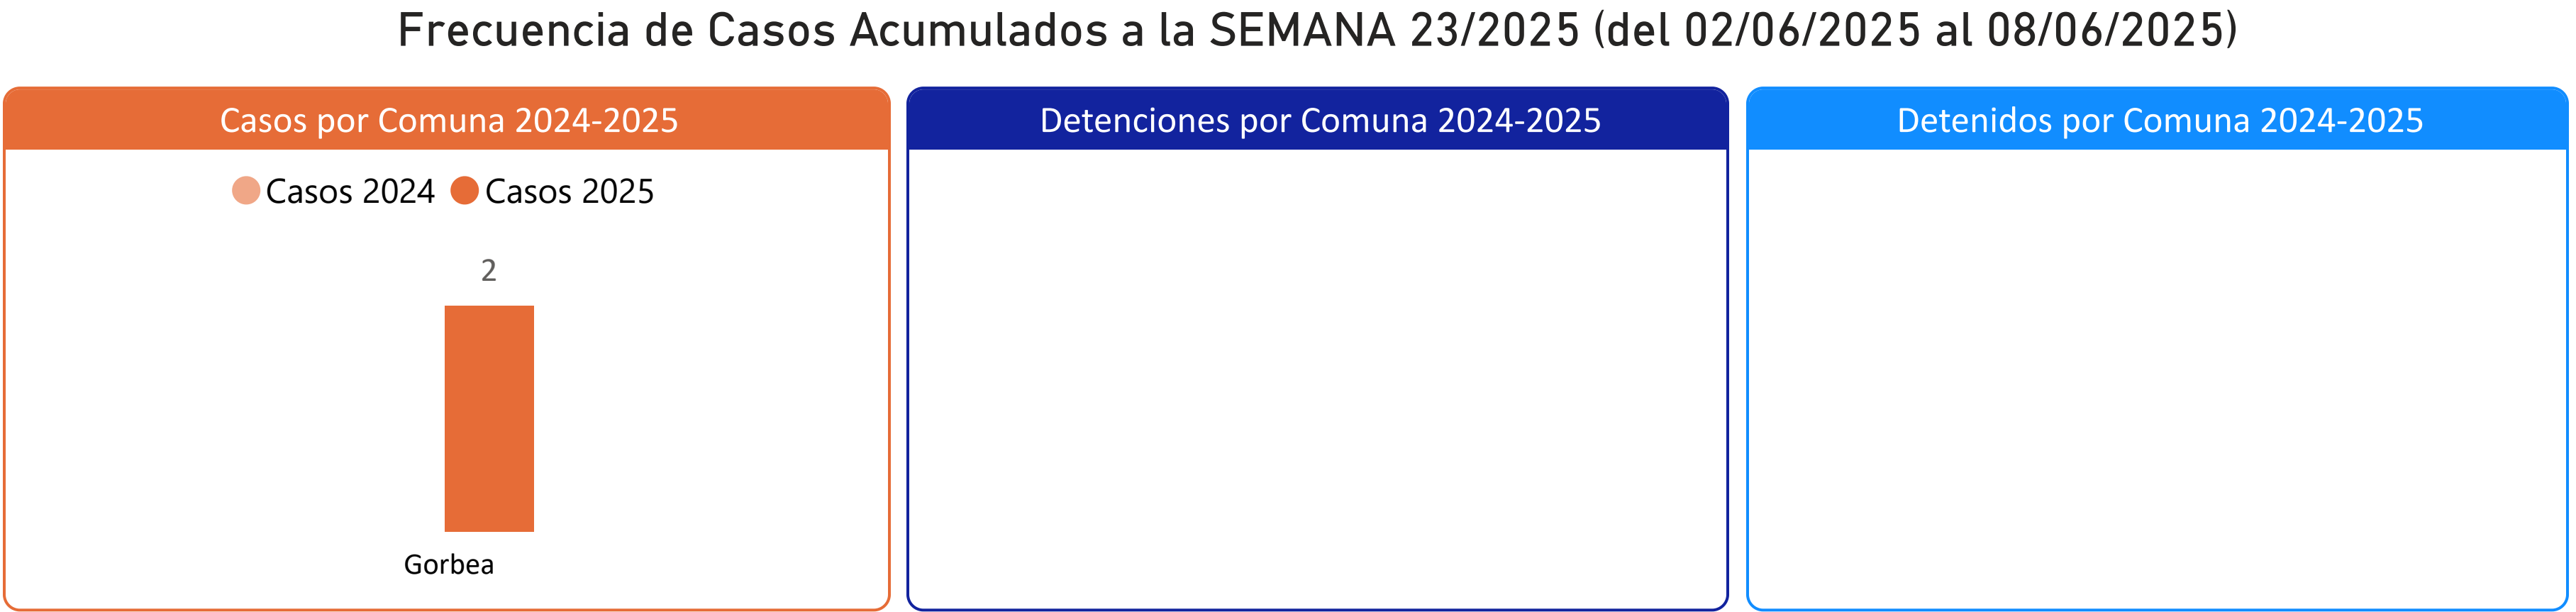 Frecuencia de Casos Acumulados a la SEMANA 23/2025 (del 02/06/2025 al 08/06/2025)
Casos por Comuna 2024-2025
Casos 2024 Casos 2025
2
Gorbea
Detenciones por Comuna 2024-2025
Detenidos por Comuna 2024-2025